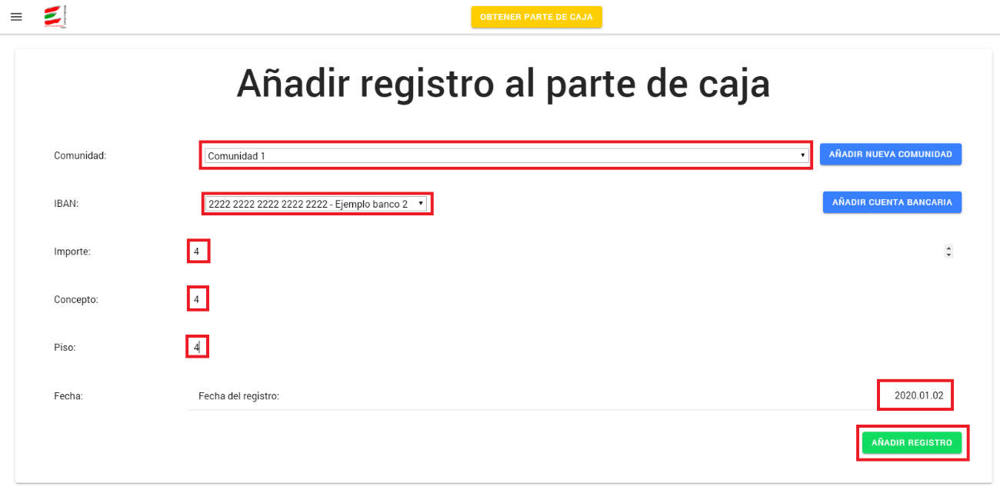 OBTENER PARTE DE CAJA
Añadir registro al parte de caja
Comunidad: Comunidad 1 AÑADIR NUEVA COMUNIDAD
IBAN: 2222 2222 2222 2222 2222 - Ejemplo banco 2 AÑADIR CUENTA BANCARIA
Importe: 4
Concepto: 4
Piso: 4
Fecha: Fecha del registro: 2020.01.02
AÑADIR REGISTRO